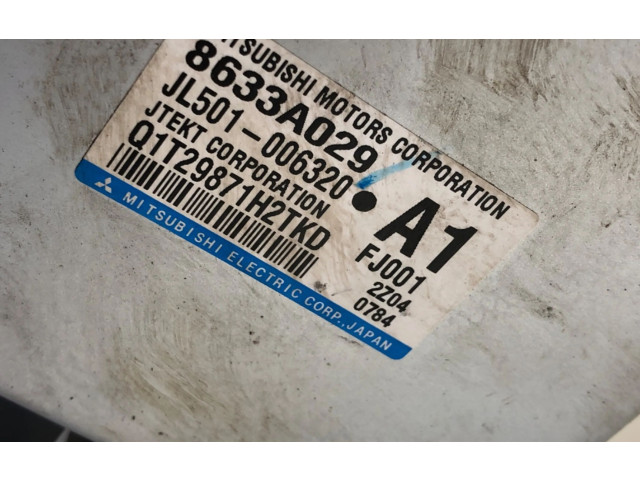 MITSUBISHI MOTORS CORPORATION
8633A029
JL501-006320
JTEKT CORPORATION
Q1T29871H2TKD
A1
FJ001
2Z04
0784
MITSUBISHI ELECTRIC CORP., JAPAN